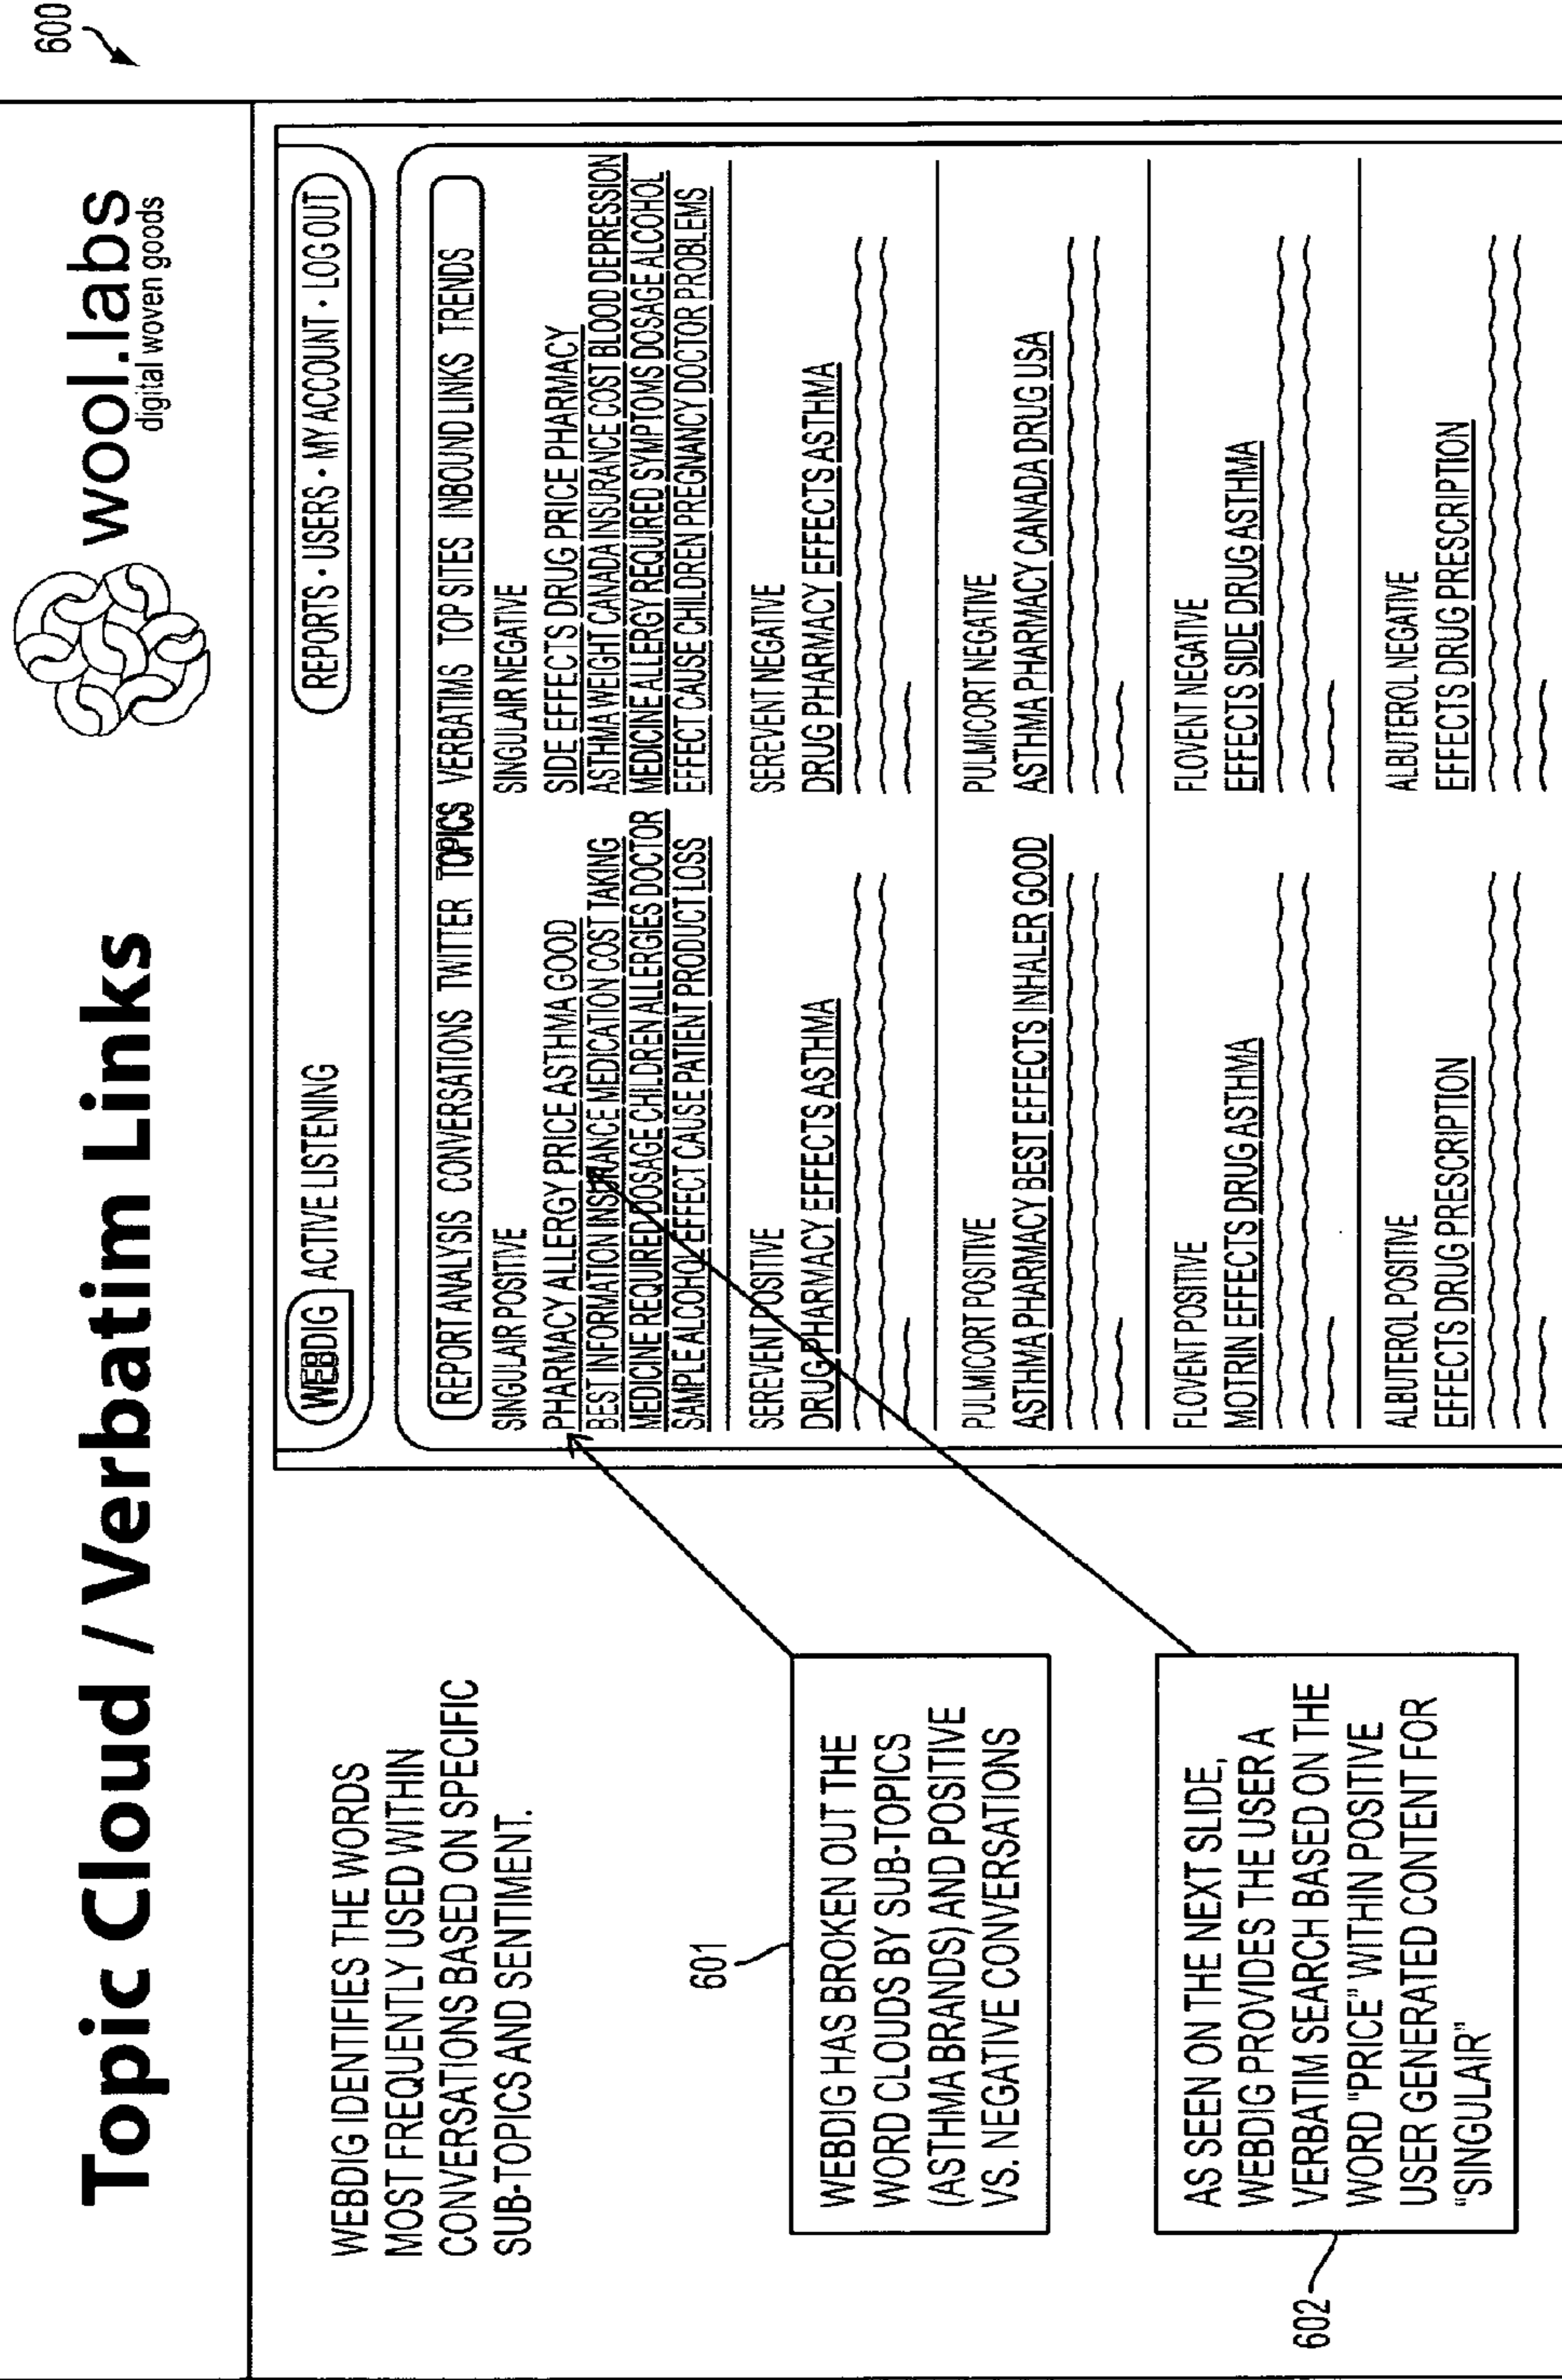 600
Topic Cloud / Verbatim Links
wool.labs
digital woven goods
WEBDIG IDENTIFIES THE WORDS
MOST FREQUENTLY USED WITHIN
CONVERSATIONS BASED ON SPECIFIC
SUB-TOPICS AND SENTIMENT.
601
WEBDIG HAS BROKEN OUT THE
WORD CLOUDS BY SUB-TOPICS
(ASTHMA BRANDS) AND POSITIVE
VS. NEGATIVE CONVERSATIONS
602
AS SEEN ON THE NEXT SLIDE,
WEBDIG PROVIDES THE USER A
VERBATIM SEARCH BASED ON THE
WORD "PRICE" WITHIN POSITIVE
USER GENERATED CONTENT FOR
"SINGULAIR"
WEBDIG ACTIVE LISTENING
REPORTS • USERS • MY ACCOUNT • LOG OUT
REPORT ANALYSIS CONVERSATIONS TWITTER TOPICS VERBATIMS TOP SITES INBOUND LINKS TRENDS
SINGULAIR POSITIVE
PHARMACY ALLERGY PRICE ASTHMA GOOD
BEST INFORMATION INSURANCE MEDICATION COST TAKING
MEDICINE REQUIRED DOSAGE CHILDREN ALLERGIES DOCTOR
SAMPLE ALCOHOL EFFECT CAUSE PATIENT PRODUCT LOSS
SINGULAIR NEGATIVE
SIDE EFFECTS DRUG PRICE PHARMACY
ASTHMA WEIGHT CANADA INSURANCE COST BLOOD DEPRESSION
MEDICINE ALLERGY REQUIRED SYMPTOMS DOSAGE ALCOHOL
EFFECT CAUSE CHILDREN PREGNANCY DOCTOR PROBLEMS
SEREVENT POSITIVE
DRUG PHARMACY EFFECTS ASTHMA
SEREVENT NEGATIVE
DRUG PHARMACY EFFECTS ASTHMA
PULMICORT POSITIVE
ASTHMA PHARMACY BEST EFFECTS INHALER GOOD
PULMICORT NEGATIVE
ASTHMA PHARMACY CANADA DRUG USA
FLOVENT POSITIVE
MOTRIN EFFECTS DRUG ASTHMA
FLOVENT NEGATIVE
EFFECTS SIDE DRUG ASTHMA
ALBUTEROL POSITIVE
EFFECTS DRUG PRESCRIPTION
ALBUTEROL NEGATIVE
EFFECTS DRUG PRESCRIPTION